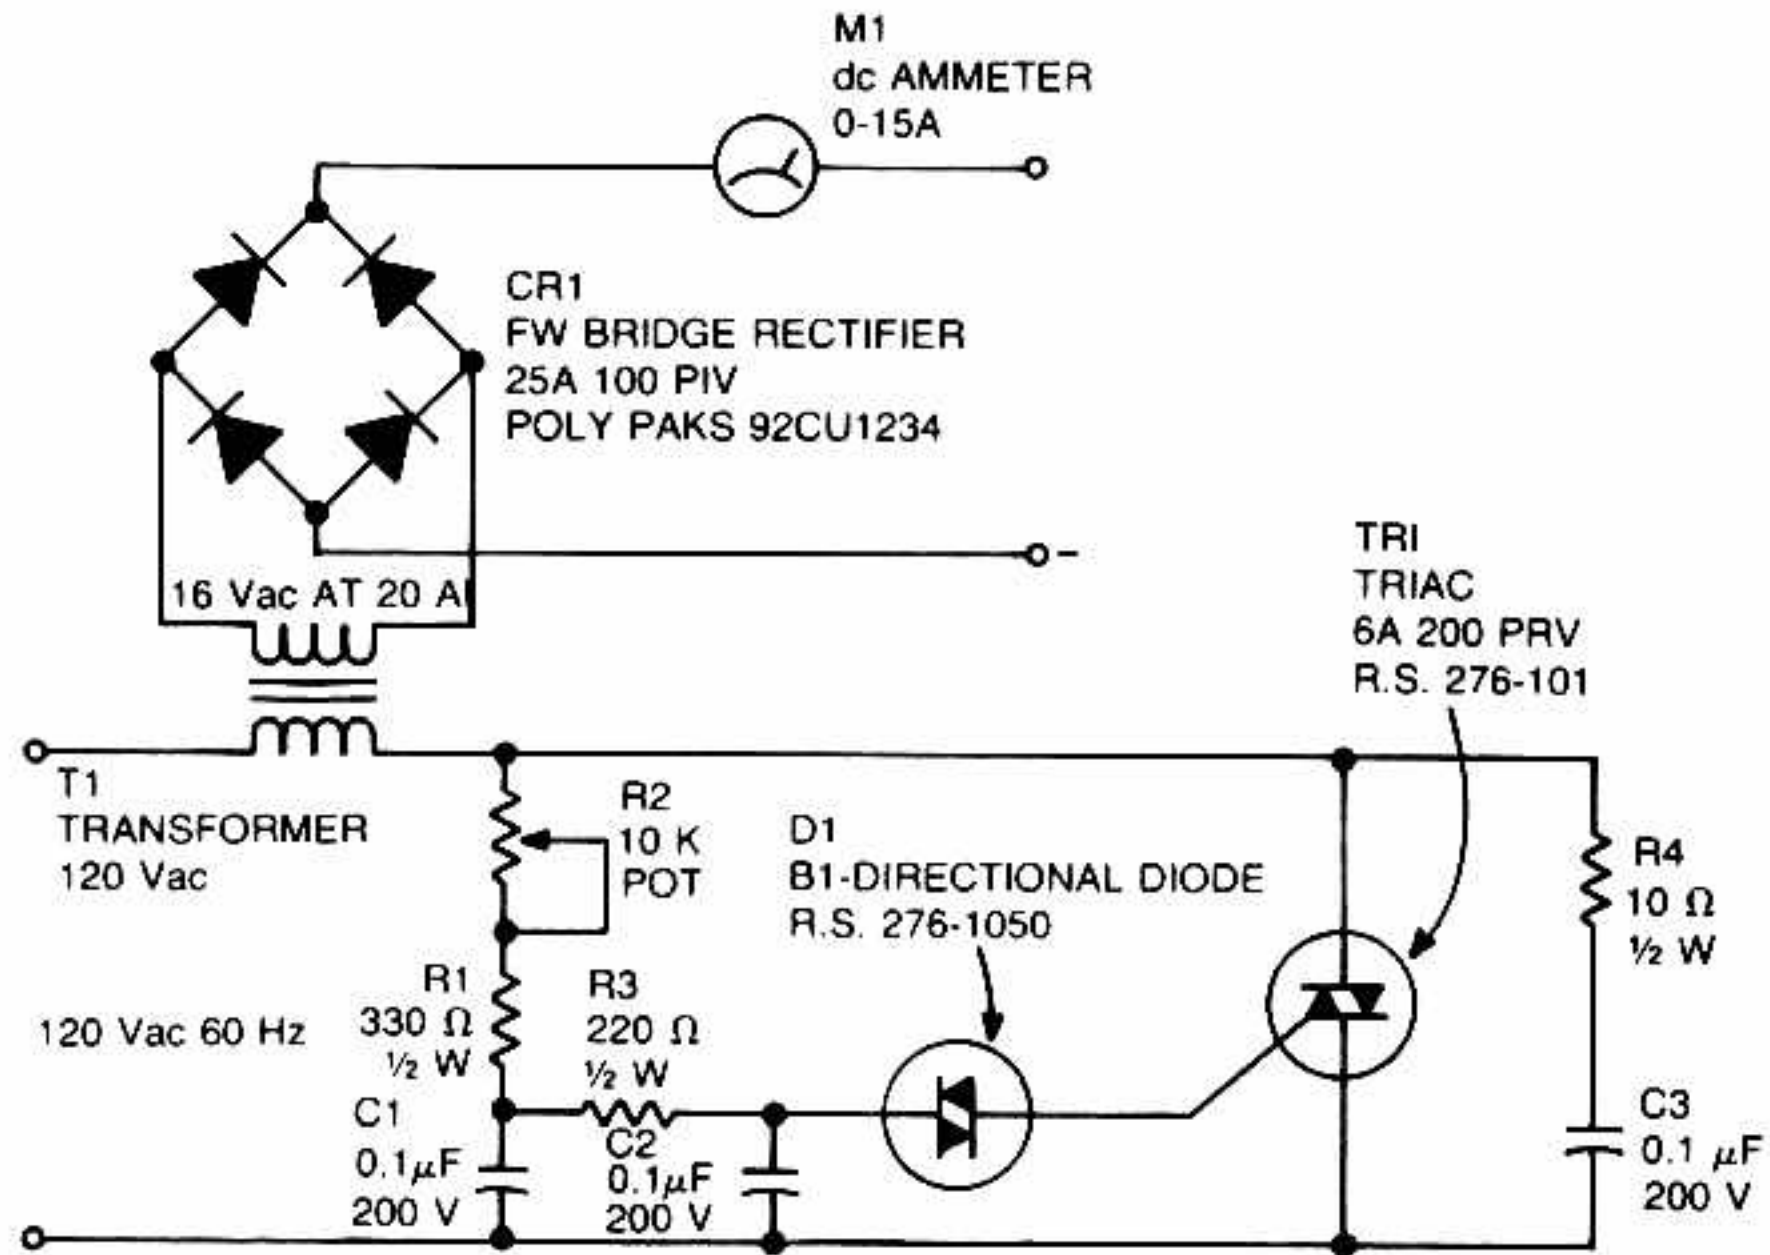 M1
dc AMMETER
0-15A
CR1
FW BRIDGE RECTIFIER
25A 100 PIV
POLY PAKS 92CU1234
-
16 Vac AT 20 A
TRI
TRIAC
6A 200 PRV
R.S. 276-101
T1
TRANSFORMER
120 Vac
R2
10 K
POT
D1
B1-DIRECTIONAL DIODE
R.S. 276-1050
R4
10 Ω
½ W
120 Vac 60 Hz
R1
330 Ω
½ W
R3
220 Ω
½ W
C1
0.1μF
200 V
C2
0.1μF
200 V
C3
0.1 μF
200 V